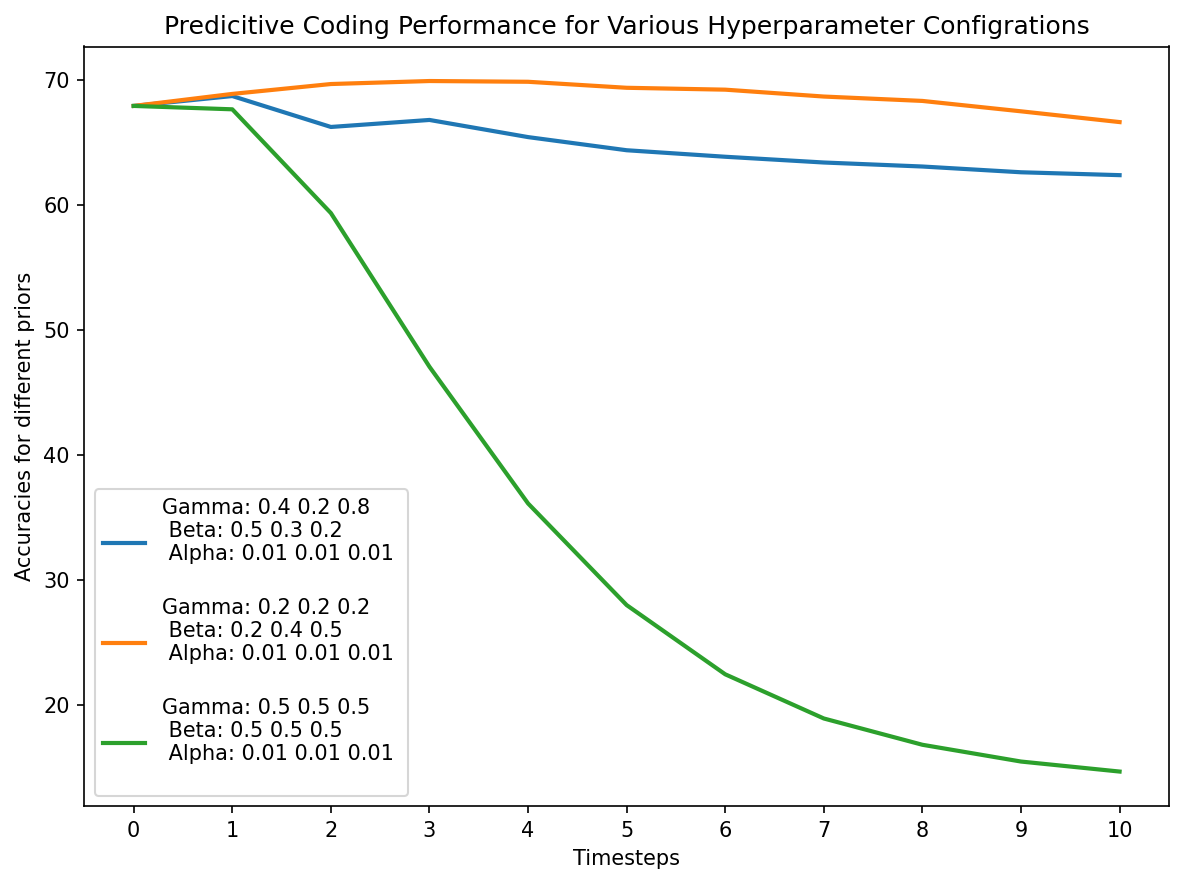 Predicitive Coding Performance for Various Hyperparameter Configrations
Accuracies for different priors
70
60
50
40
30
20
Gamma: 0.4 0.2 0.8
Beta: 0.5 0.3 0.2
Alpha: 0.01 0.01 0.01
Gamma: 0.2 0.2 0.2
Beta: 0.2 0.4 0.5
Alpha: 0.01 0.01 0.01
Gamma: 0.5 0.5 0.5
Beta: 0.5 0.5 0.5
Alpha: 0.01 0.01 0.01
0 1 2 3 4 5 6 7 8 9 10
Timesteps